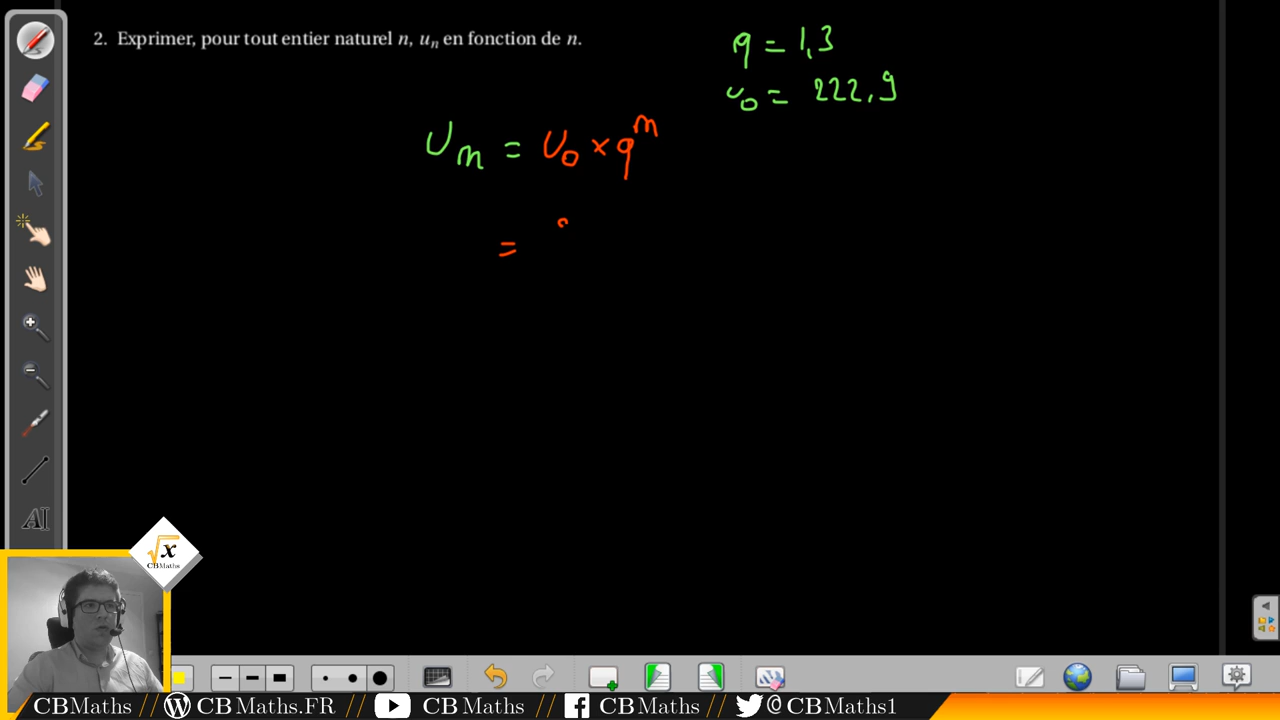 2. Exprimer, pour tout entier naturel n, uₙ en fonction de n.
q = 1,3
u₀ = 222,9
Uₙ = U₀ × qⁿ
=
AI
√x
CBMaths
CBMaths CBMaths.FR / CBMaths CBMaths @CBMaths1